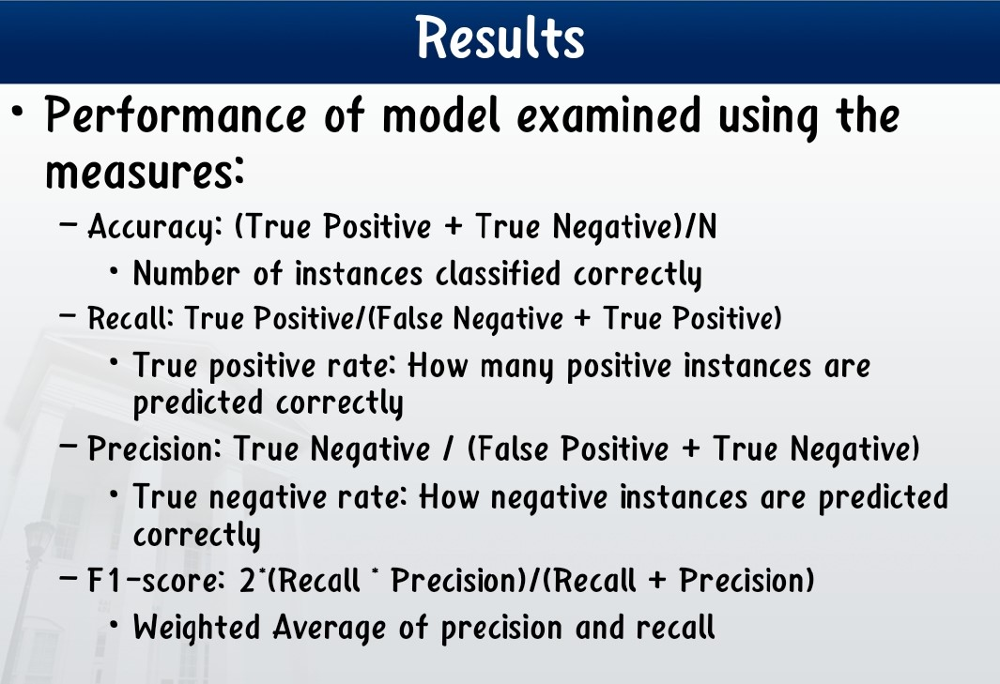 Results
• Performance of model examined using the
measures:
– Accuracy: (True Positive + True Negative)/N
• Number of instances classified correctly
– Recall: True Positive/(False Negative + True Positive)
• True positive rate: How many positive instances are
predicted correctly
– Precision: True Negative / (False Positive + True Negative)
• True negative rate: How negative instances are predicted
correctly
– F1-score: 2*(Recall * Precision)/(Recall + Precision)
• Weighted Average of precision and recall